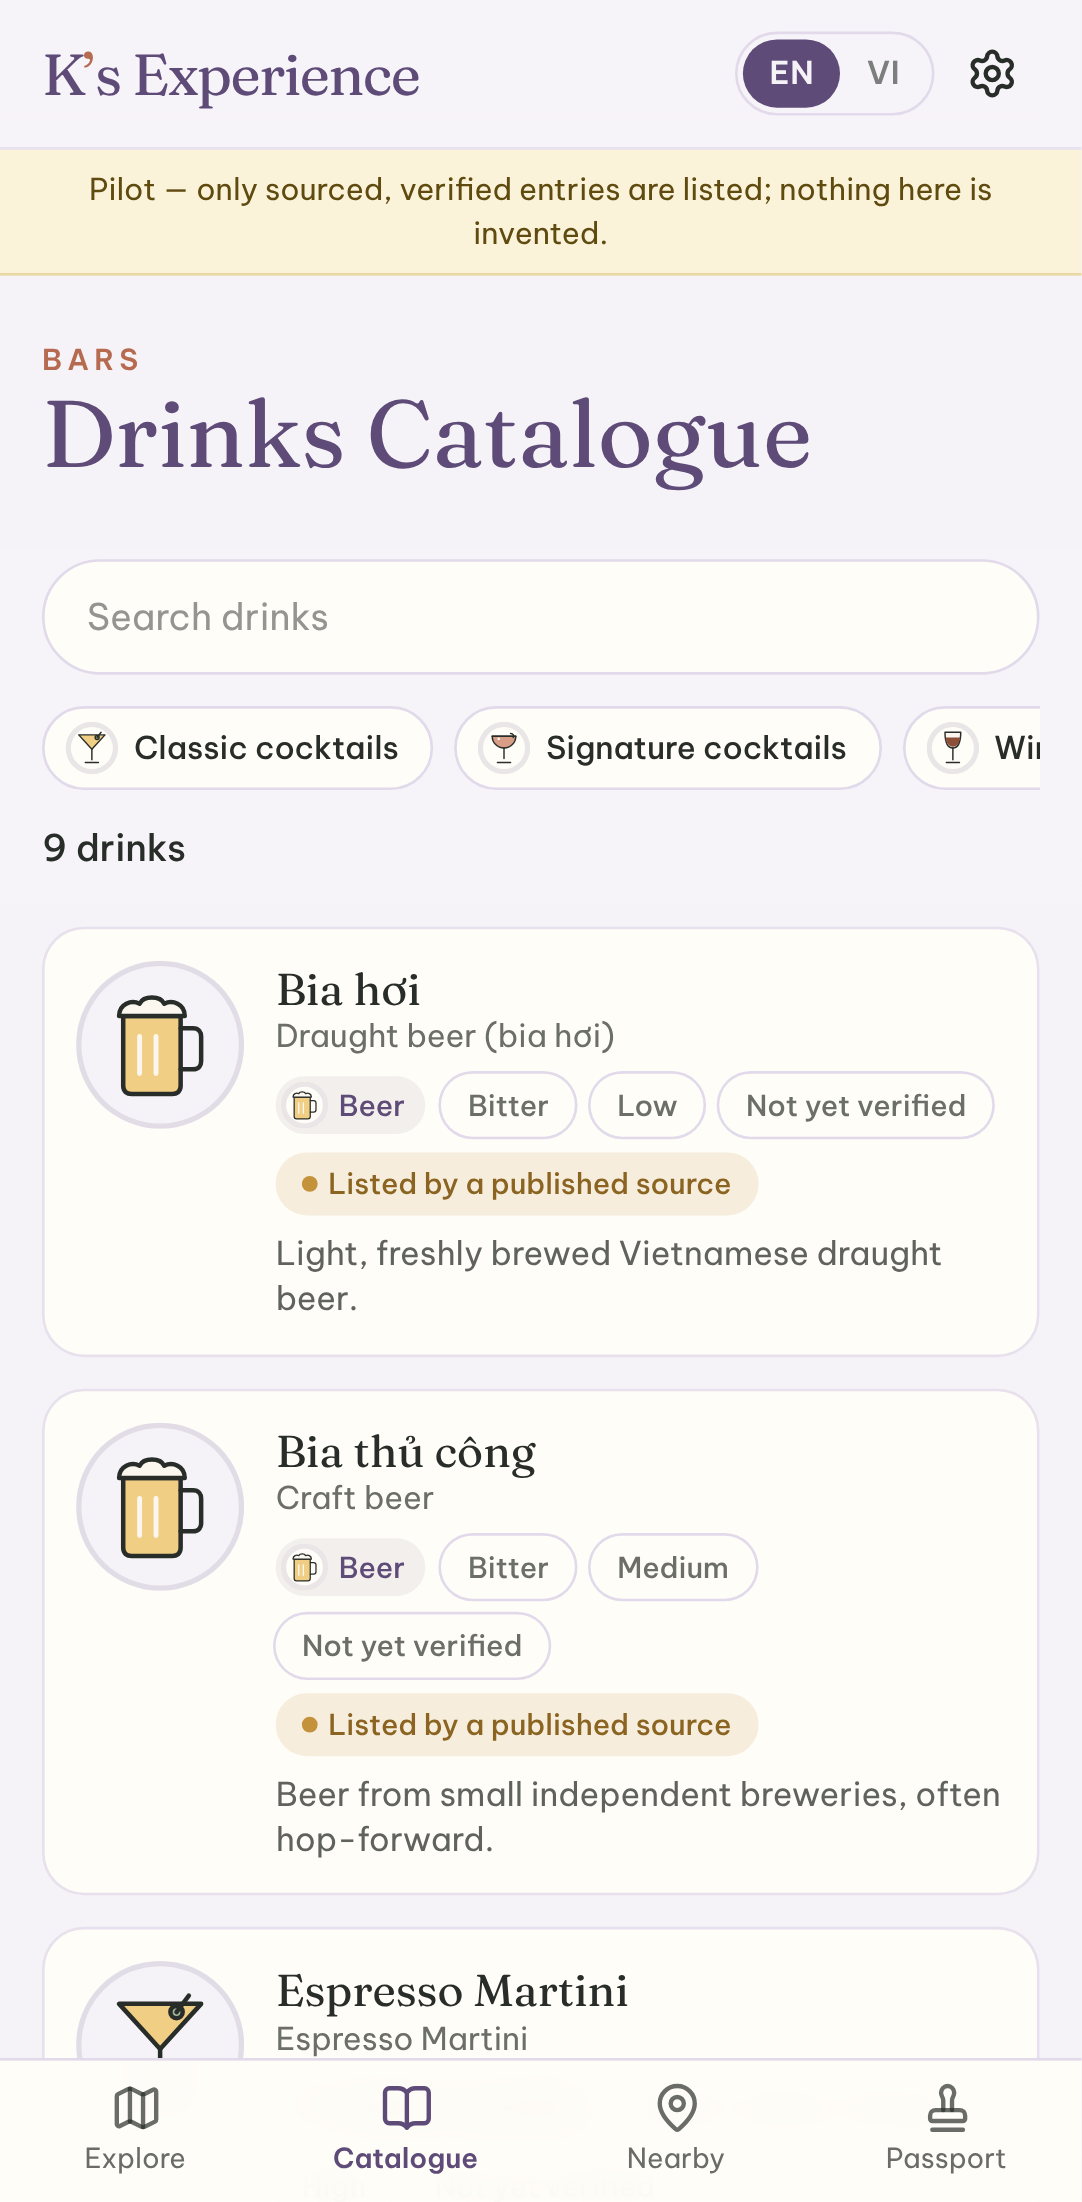 K's Experience
EN
VI
Pilot — only sourced, verified entries are listed; nothing here is
invented.
BARS
Drinks Catalogue
Search drinks
Classic cocktails
Signature cocktails
9 drinks
Bia hơi
Draught beer (bia hơi)
Beer
Bitter
Low
Not yet verified
Listed by a published source
Light, freshly brewed Vietnamese draught
beer.
Bia thủ công
Craft beer
Beer
Bitter
Medium
Not yet verified
Listed by a published source
Beer from small independent breweries, often
hop-forward.
Espresso Martini
Espresso Martini
Explore
Catalogue
Nearby
Passport